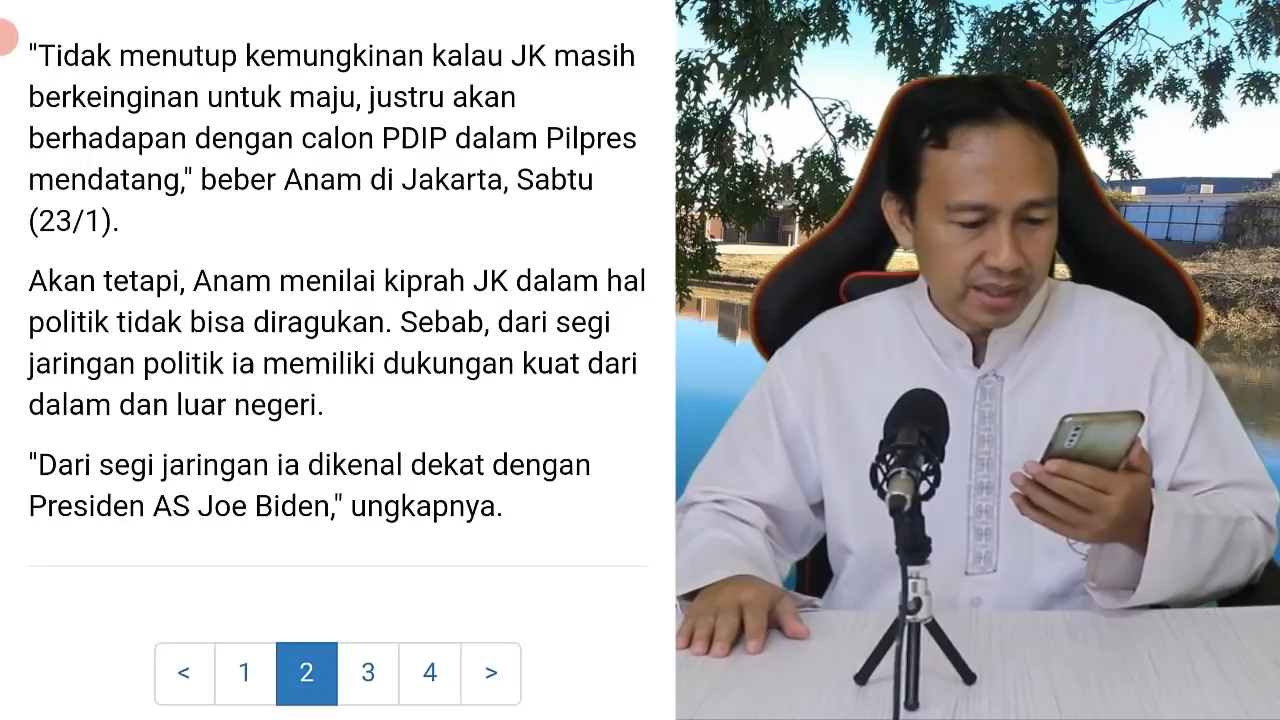 "Tidak menutup kemungkinan kalau JK masih
berkeinginan untuk maju, justru akan
berhadapan dengan calon PDIP dalam Pilpres
mendatang," beber Anam di Jakarta, Sabtu
(23/1).
Akan tetapi, Anam menilai kiprah JK dalam hal
politik tidak bisa diragukan. Sebab, dari segi
jaringan politik ia memiliki dukungan kuat dari
dalam dan luar negeri.
"Dari segi jaringan ia dikenal dekat dengan
Presiden AS Joe Biden," ungkapnya.
< 1 2 3 4 >